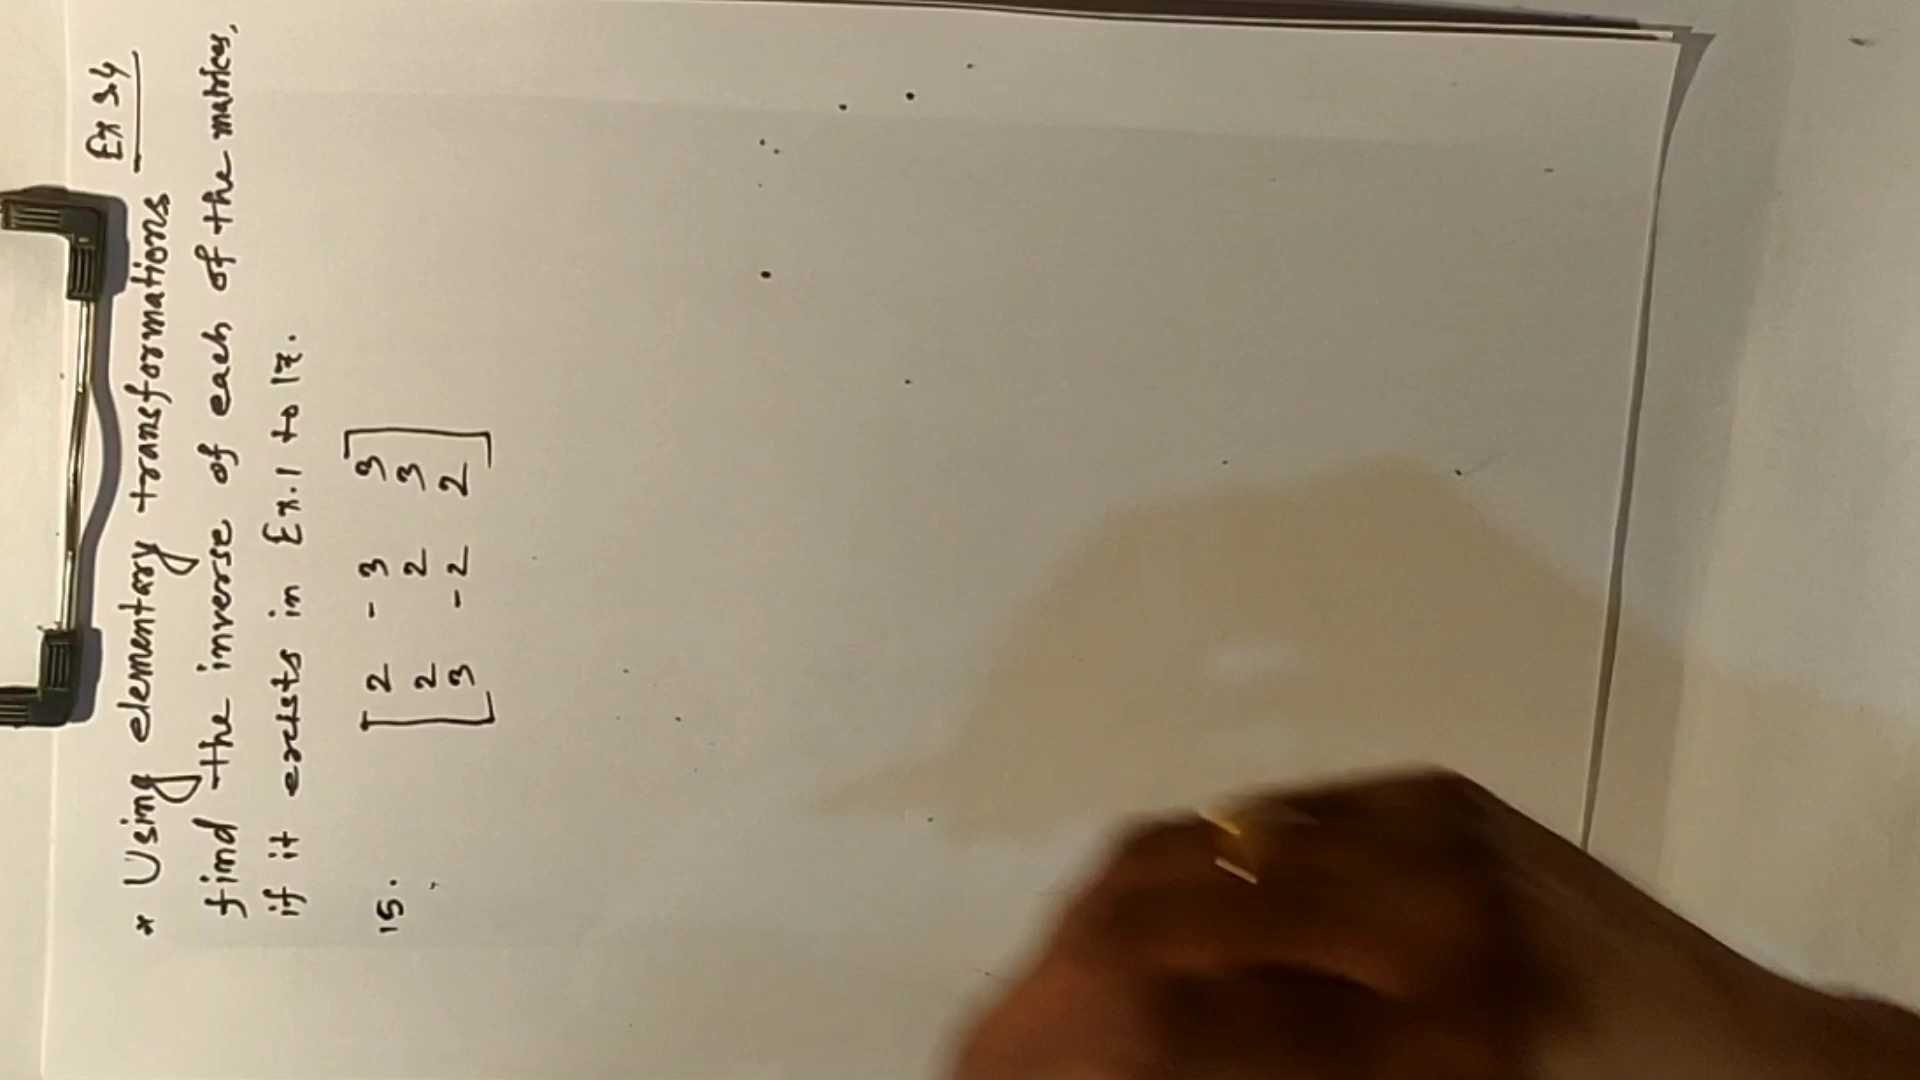 Ex 3.4
* Using elementary transformations
find the inverse of each of the matrices,
if it exists in Ex.1 to 17.
15. [ 2 -3 3
2 2 3
3 -2 2 ]